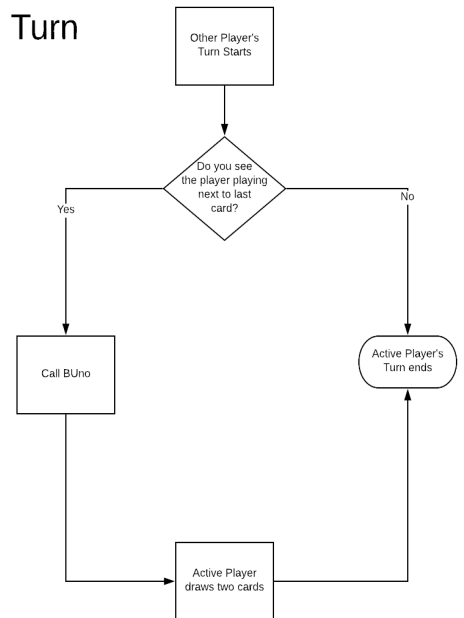 Turn
Other Player's
Turn Starts
Do you see
the player playing
next to last
card?
Yes
No
Call BUno
Active Player's
Turn ends
Active Player
draws two cards